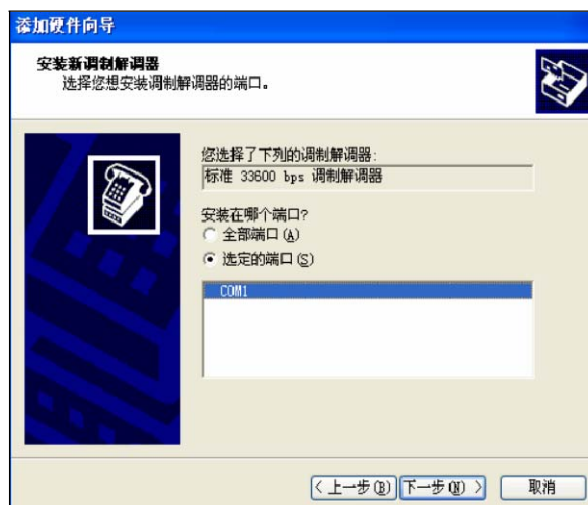 添加硬件向导
安装新调制解调器
选择您想安装调制解调器的端口。
您选择了下列的调制解调器:
标准 33600 bps 调制解调器
安装在哪个端口?
全部端口(A)
选定的端口(S)
COM1
<上一步(B) 下一步(N)> 取消